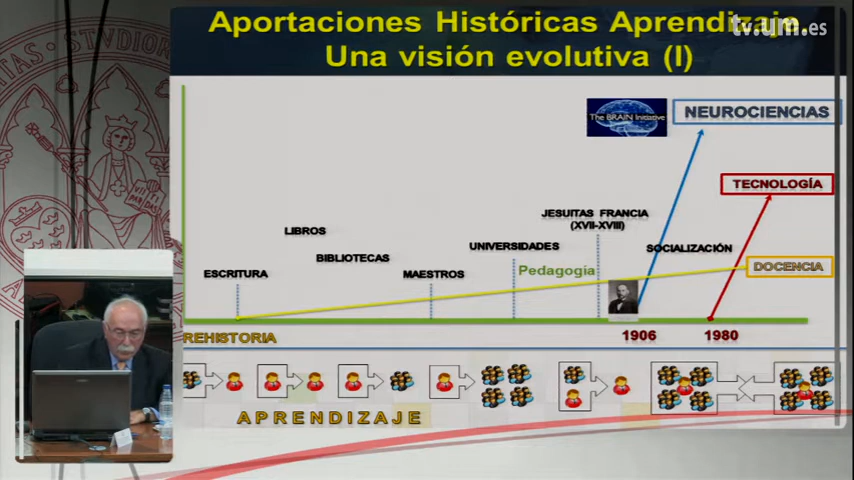 Aportaciones Históricas Aprendizaje.
Una visión evolutiva (I)
tv.um.es
The BRAIN Initiative
NEUROCIENCIAS
TECNOLOGÍA
JESUITAS FRANCIA
(XVII-XVIII)
LIBROS
UNIVERSIDADES
SOCIALIZACIÓN
BIBLIOTECAS
ESCRITURA
MAESTROS
Pedagogía
DOCENCIA
REHISTORIA
1906
1980
APRENDIZAJE